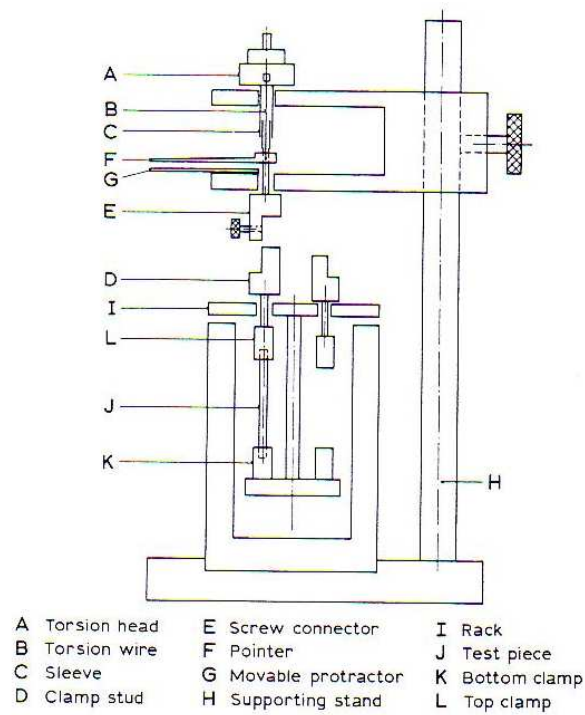 A
B
C
F
G
E
D
I
L
J
K
H
A Torsion head
B Torsion wire
C Sleeve
D Clamp stud
E Screw connector
F Pointer
G Movable protractor
H Supporting stand
I Rack
J Test piece
K Bottom clamp
L Top clamp